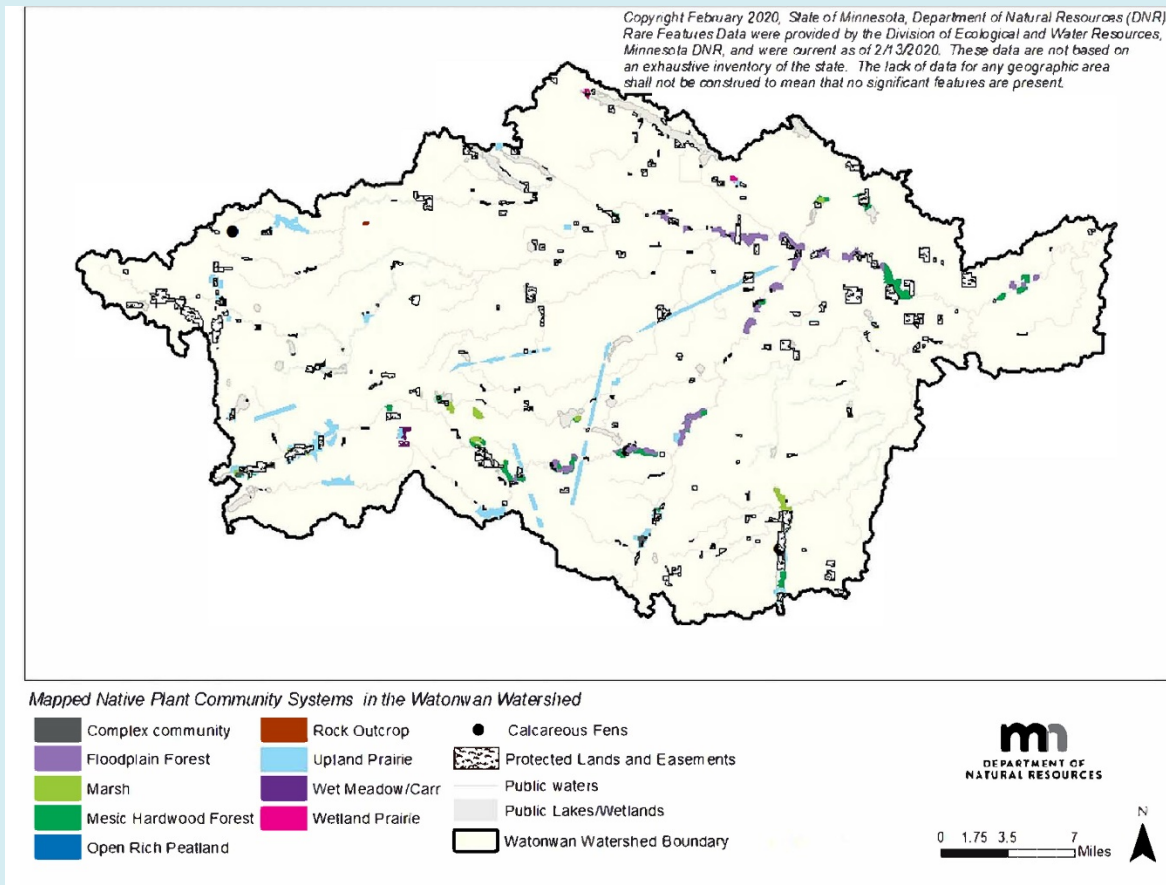 Copyright February 2020, State of Minnesota, Department of Natural Resources (DNR)
Rare Features Data were provided by the Division of Ecological and Water Resources,
Minnesota DNR, and were current as of 2/13/2020. These data are not based on
an exhaustive inventory of the state. The lack of data for any geographic area
shall not be construed to mean that no significant features are present.
Mapped Native Plant Community Systems in the Watonwan Watershed
Complex community
Floodplain Forest
Marsh
Mesic Hardwood Forest
Open Rich Peatland
Rock Outcrop
Upland Prairie
Wet Meadow/Carr
Wetland Prairie
Calcareous Fens
Protected Lands and Easements
Public waters
Public Lakes/Wetlands
Watonwan Watershed Boundary
mn
DEPARTMENT OF
NATURAL RESOURCES
N
0 1.75 3.5 7
Miles